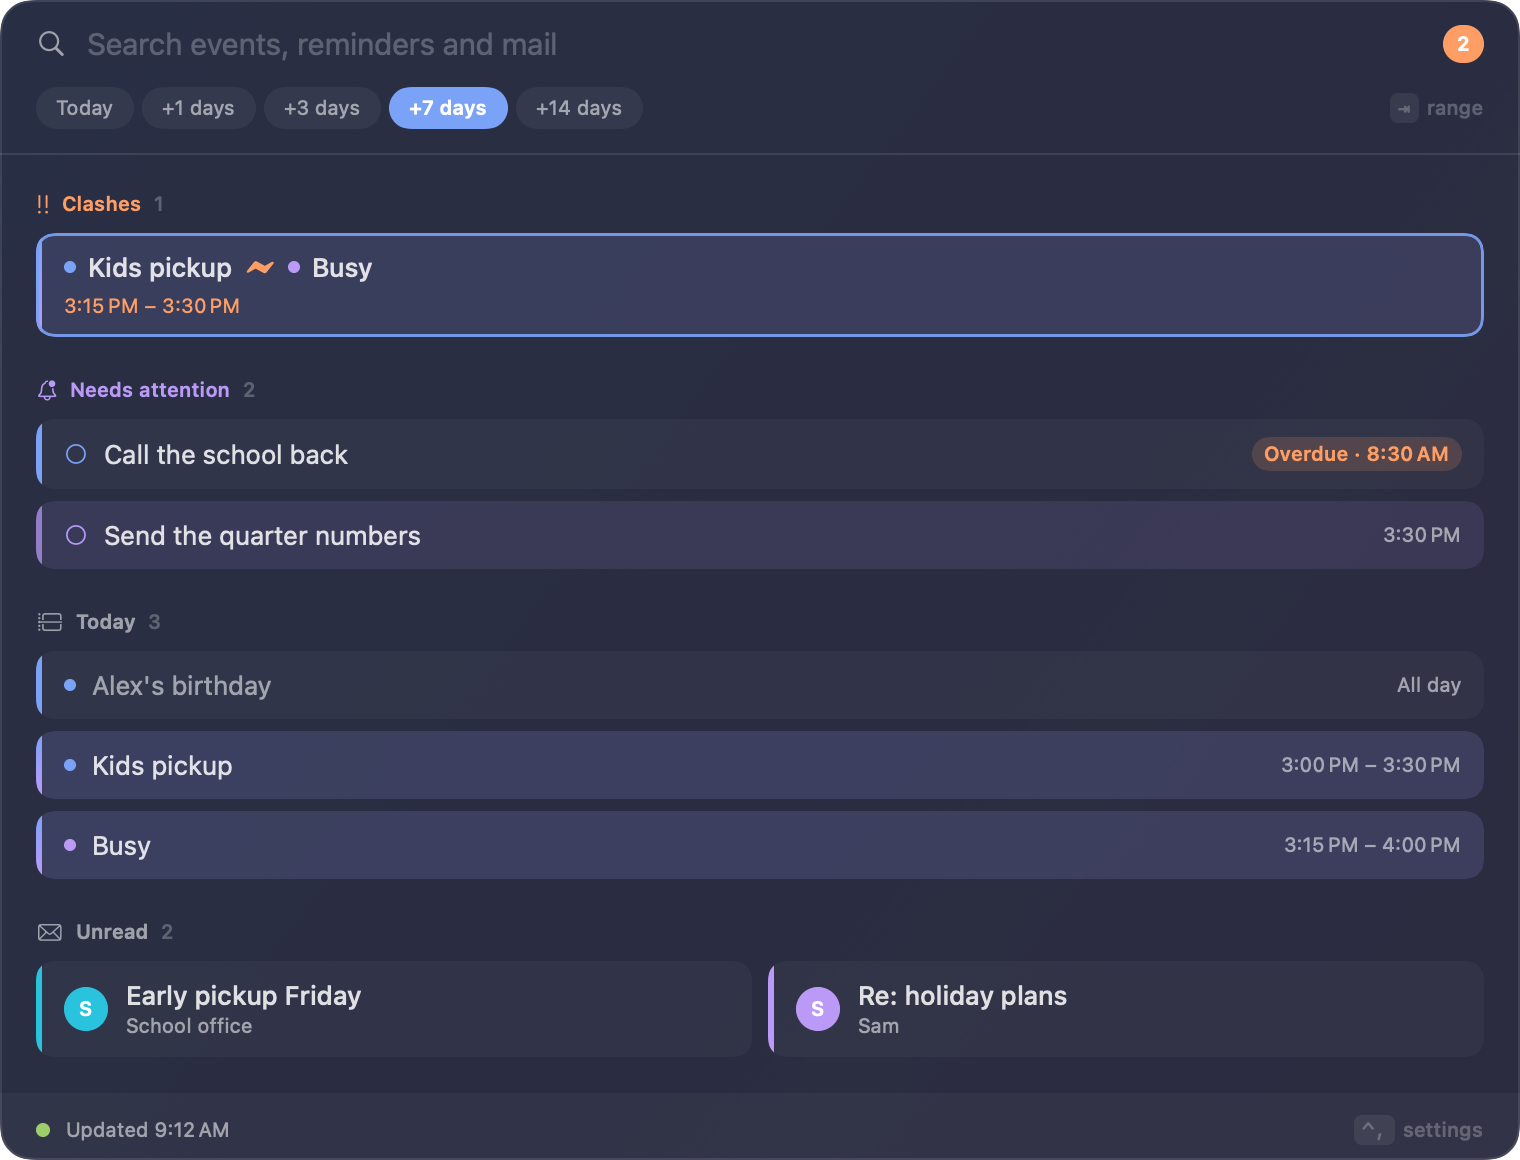 Search events, reminders and mail
2
Today +1 days +3 days +7 days +14 days
⇥ range
!! Clashes 1
Kids pickup Busy
3:15 PM – 3:30 PM
Needs attention 2
Call the school back Overdue · 8:30 AM
Send the quarter numbers 3:30 PM
Today 3
Alex's birthday All day
Kids pickup 3:00 PM – 3:30 PM
Busy 3:15 PM – 4:00 PM
Unread 2
S Early pickup Friday
School office
S Re: holiday plans
Sam
Updated 9:12 AM
^, settings